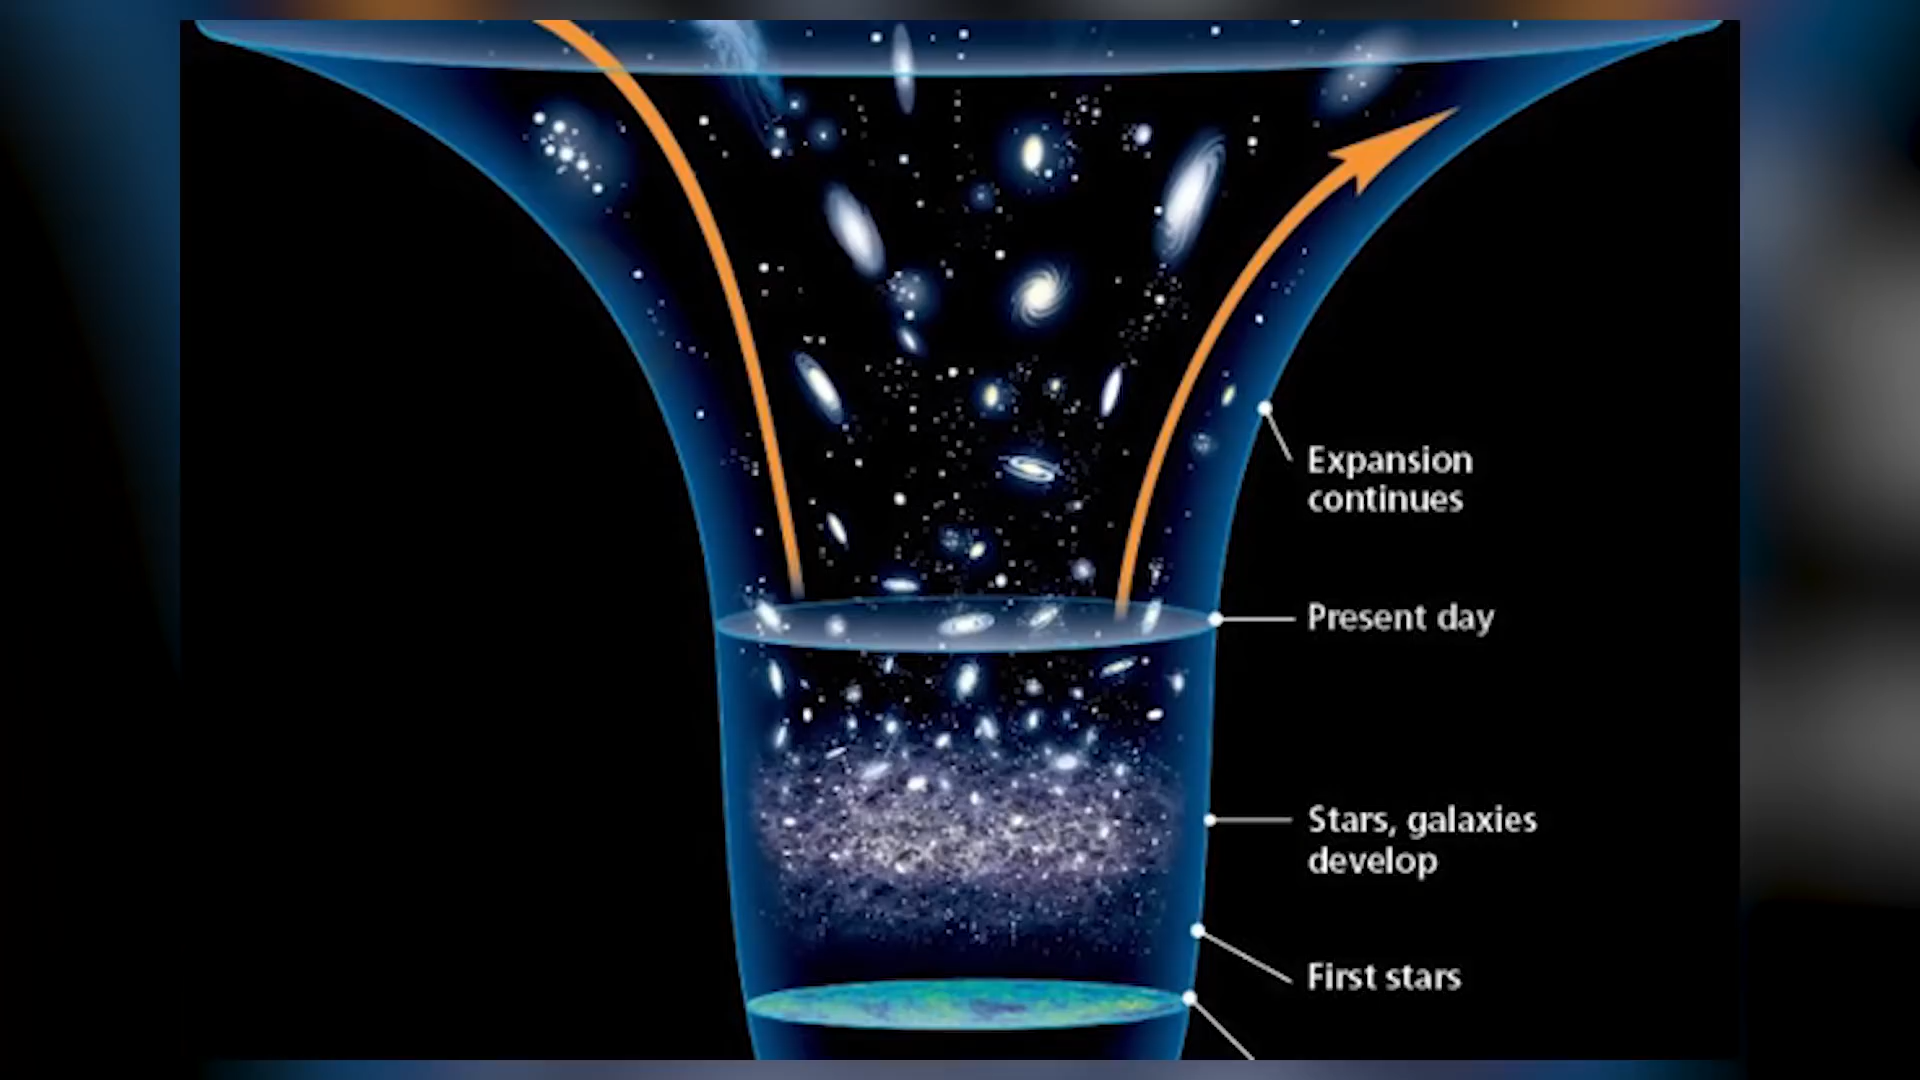 Expansion
continues
Present day
Stars, galaxies
develop
First stars